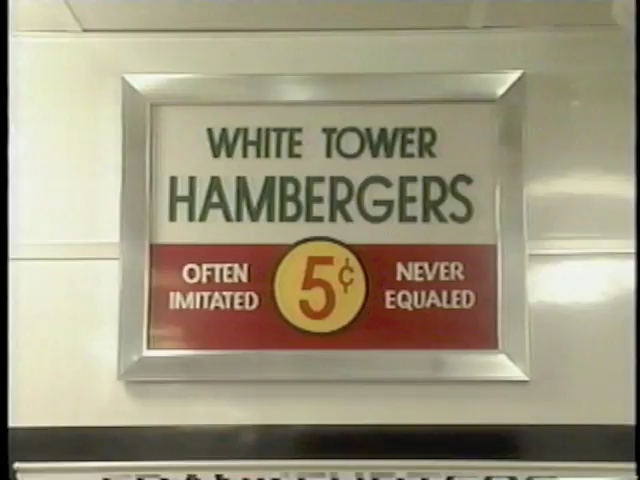 WHITE TOWER
HAMBERGERS
OFTEN
IMITATED
5¢
NEVER
EQUALED